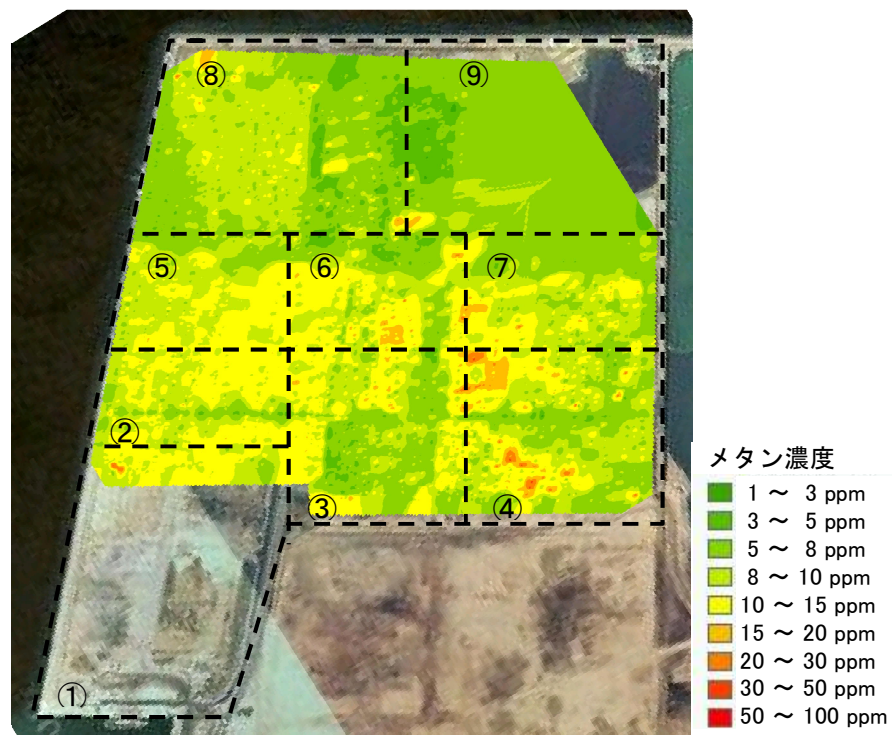 ⑧
⑨
⑤
⑥
⑦
②
③
④
①
メタン濃度
1 ～ 3 ppm
3 ～ 5 ppm
5 ～ 8 ppm
8 ～ 10 ppm
10 ～ 15 ppm
15 ～ 20 ppm
20 ～ 30 ppm
30 ～ 50 ppm
50 ～ 100 ppm